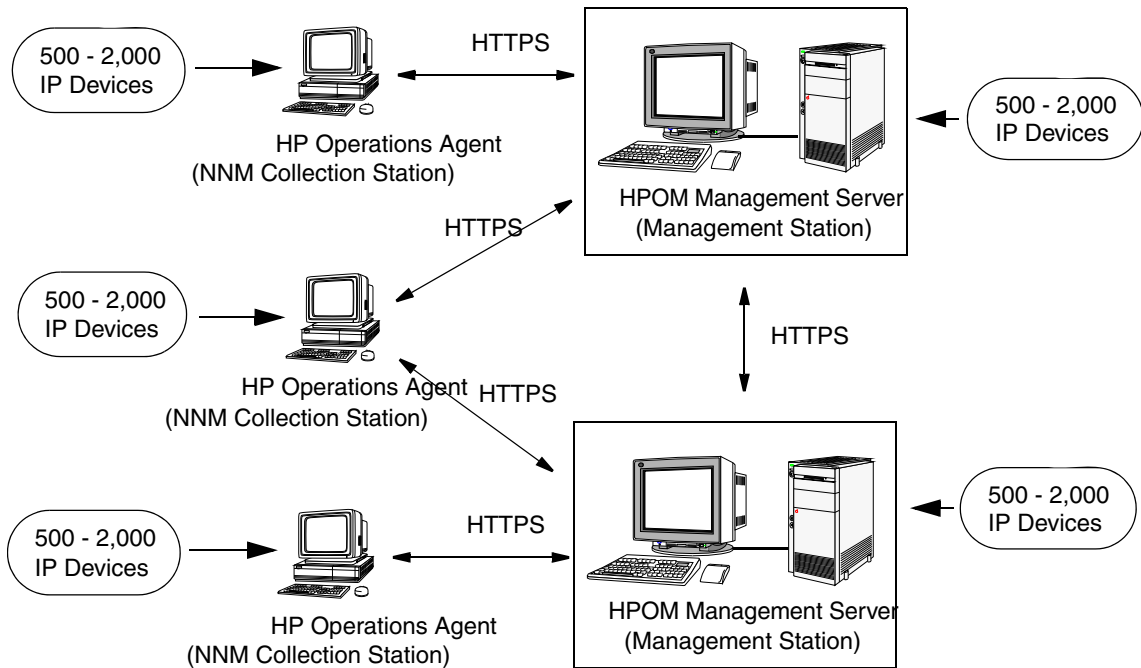 500 - 2,000
IP Devices
HP Operations Agent
(NNM Collection Station)
HTTPS
HPOM Management Server
(Management Station)
500 - 2,000
IP Devices
HTTPS
500 - 2,000
IP Devices
HP Operations Agent
(NNM Collection Station)
HTTPS
HTTPS
500 - 2,000
IP Devices
HP Operations Agent
(NNM Collection Station)
HTTPS
HPOM Management Server
(Management Station)
500 - 2,000
IP Devices